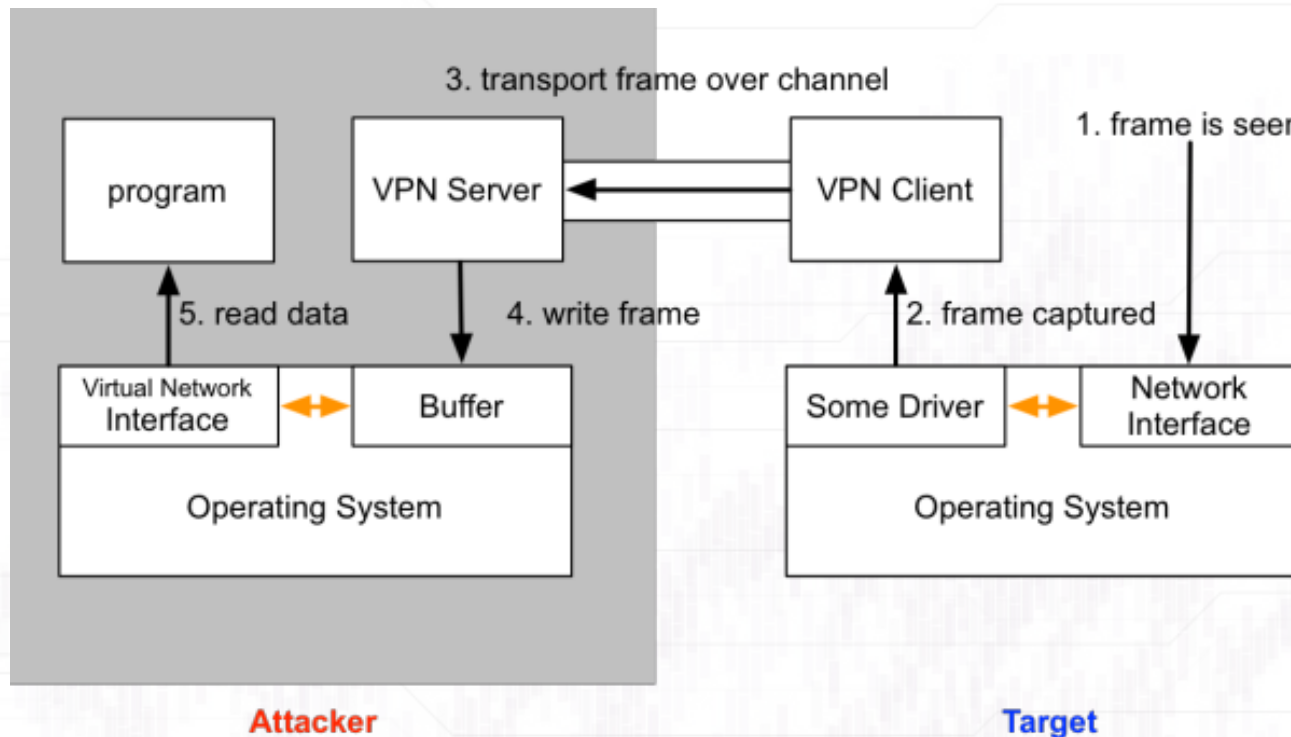 3. transport frame over channel
1. frame is seen
program
VPN Server
VPN Client
5. read data
4. write frame
2. frame captured
Virtual Network
Interface
Buffer
Some Driver
Network
Interface
Operating System
Operating System
Attacker
Target